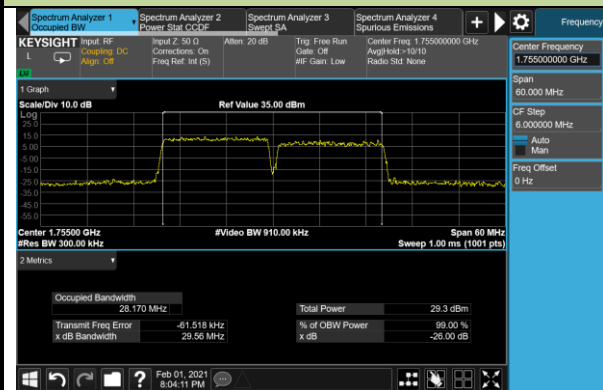 Spectrum Analyzer 1
Occupied BW
Spectrum Analyzer 2
Power Stat CCDF
Spectrum Analyzer 3
Swept SA
Spectrum Analyzer 4
Spurious Emissions
Frequency
KEYSIGHT
L
Input: RF
Coupling: DC
Align: Off
Input Z: 50 Ω
Corrections: On
Freq Ref: Int (S)
Atten: 20 dB
Trig: Free Run
Gate: Off
#IF Gain: Low
Center Freq: 1.755000000 GHz
Avg|Hold:>10/10
Radio Std: None
Center Frequency
1.755000000 GHz
Span
60.000 MHz
CF Step
6.000000 MHz
Auto
Man
Freq Offset
0 Hz
1 Graph
Scale/Div 10.0 dB
Ref Value 35.00 dBm
Log
25.0
15.0
5.00
-5.00
-15.0
-25.0
-35.0
-45.0
-55.0
Center 1.75500 GHz
#Video BW 910.00 kHz
Span 60 MHz
#Res BW 300.00 kHz
Sweep 1.00 ms (1001 pts)
2 Metrics
Occupied Bandwidth
28.170 MHz
Total Power
29.3 dBm
Transmit Freq Error
-61.518 kHz
% of OBW Power
99.00 %
x dB Bandwidth
29.56 MHz
x dB
-26.00 dB
Feb 01, 2021
8:04:11 PM